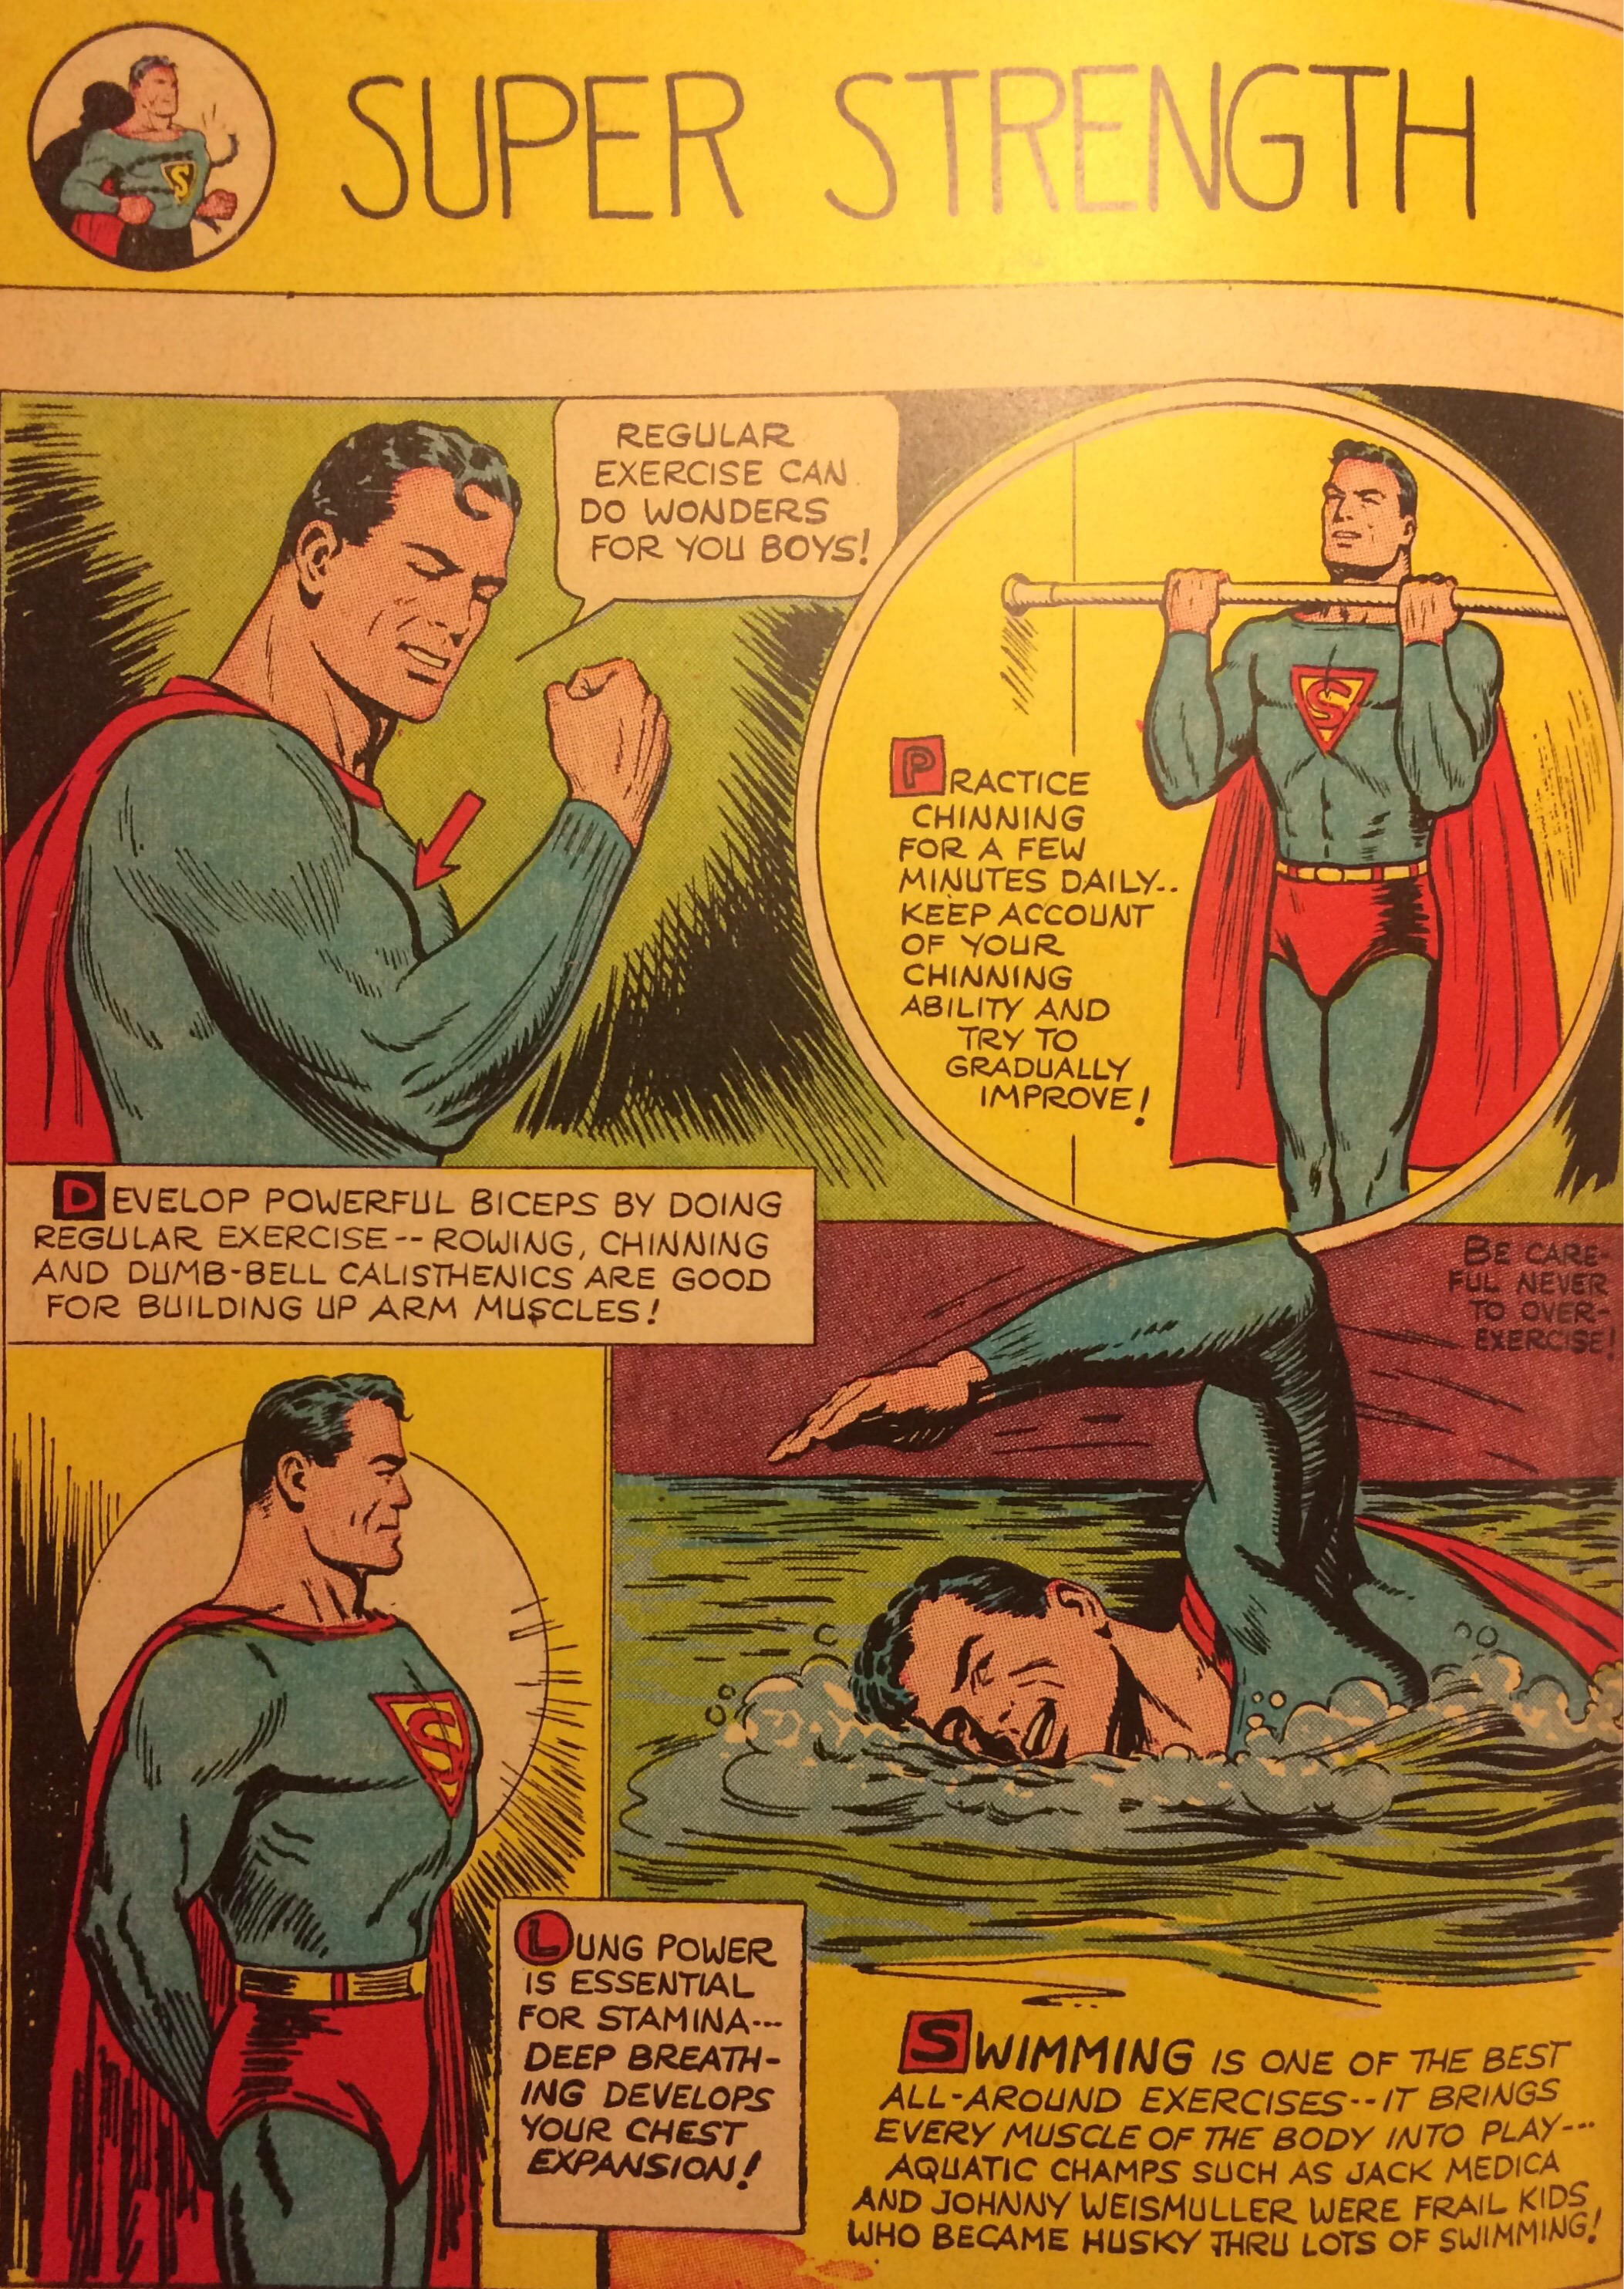 SUPER STRENGTH
REGULAR
EXERCISE CAN
DO WONDERS
FOR YOU BOYS!
PRACTICE
CHINNING
FOR A FEW
MINUTES DAILY..
KEEP ACCOUNT
OF YOUR
CHINNING
ABILITY AND
TRY TO
GRADUALLY
IMPROVE!
DEVELOP POWERFUL BICEPS BY DOING
REGULAR EXERCISE--ROWING, CHINNING
AND DUMB-BELL CALISTHENICS ARE GOOD
FOR BUILDING UP ARM MUSCLES!
BE CARE-
FUL NEVER
TO OVER-
EXERCISE!
LUNG POWER
IS ESSENTIAL
FOR STAMINA---
DEEP BREATH-
ING DEVELOPS
YOUR CHEST
EXPANSION!
SWIMMING IS ONE OF THE BEST
ALL-AROUND EXERCISES--IT BRINGS
EVERY MUSCLE OF THE BODY INTO PLAY---
AQUATIC CHAMPS SUCH AS JACK MEDICA
AND JOHNNY WEISMULLER WERE FRAIL KIDS
WHO BECAME HUSKY THRU LOTS OF SWIMMING!
S
S
S